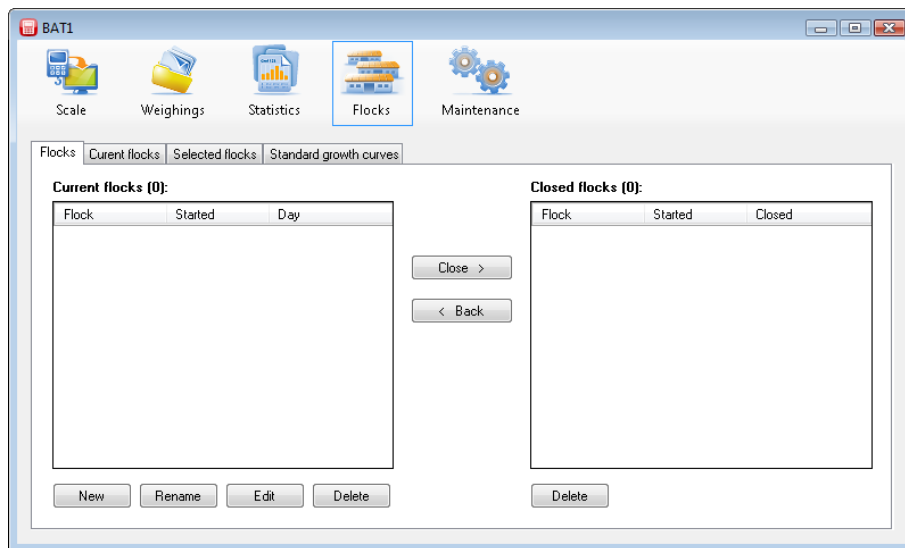 BAT1
Scale Weighings Statistics Flocks Maintenance
Flocks Curent flocks Selected flocks Standard growth curves
Current flocks (0): Closed flocks (0):
Flock Started Day Flock Started Closed
Close >
< Back
New Rename Edit Delete Delete